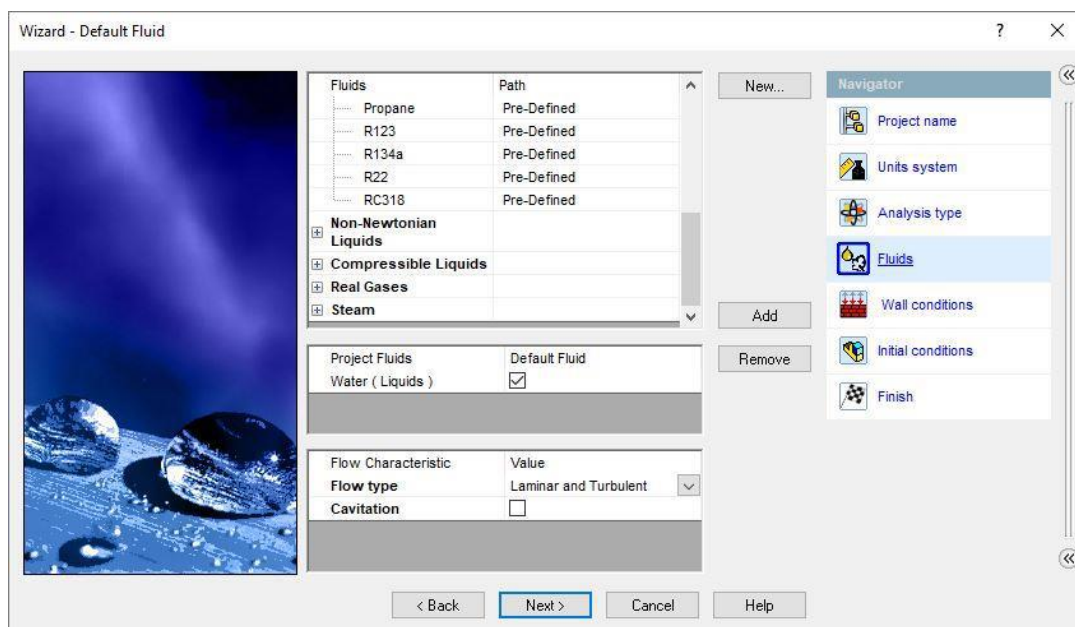 Wizard - Default Fluid
?
Fluids Path
Propane Pre-Defined
R123 Pre-Defined
R134a Pre-Defined
R22 Pre-Defined
RC318 Pre-Defined
Non-Newtonian
Liquids
Compressible Liquids
Real Gases
Steam
New...
Add
Remove
Project Fluids Default Fluid
Water ( Liquids )
Flow Characteristic Value
Flow type Laminar and Turbulent
Cavitation
Navigator
Project name
Units system
Analysis type
Fluids
Wall conditions
Initial conditions
Finish
< Back Next > Cancel Help